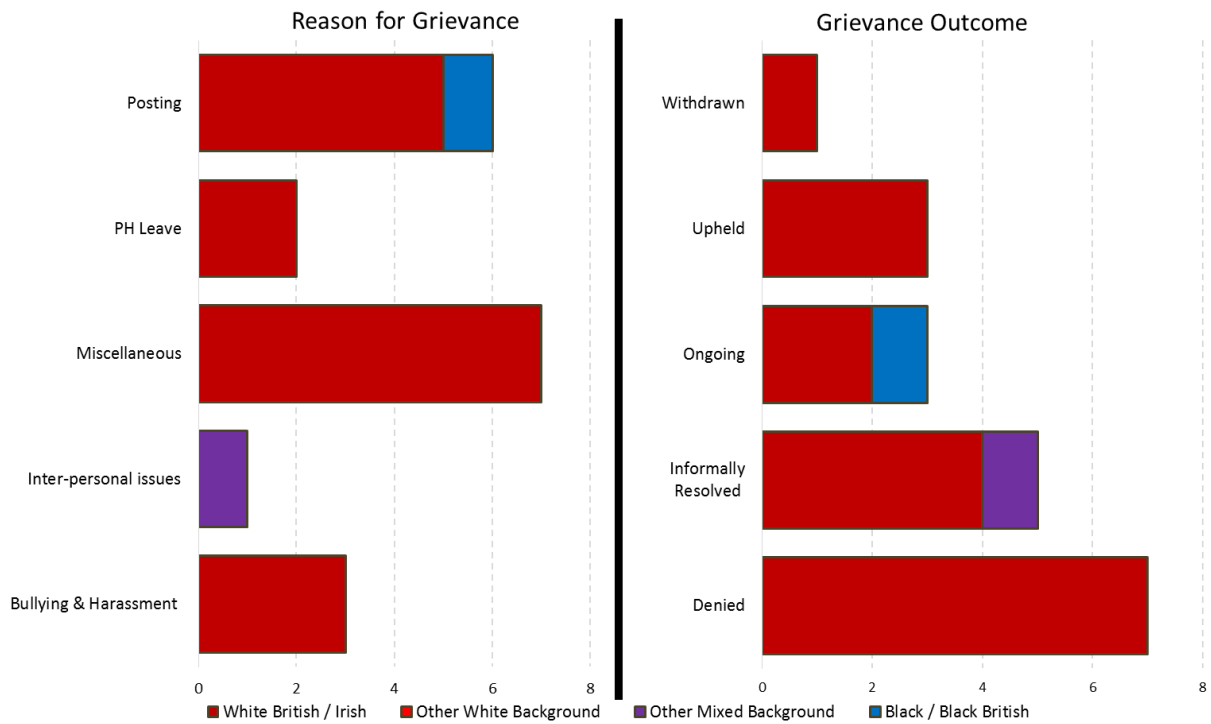 Reason for Grievance
Posting
PH Leave
Miscellaneous
Inter-personal issues
Bullying & Harassment
0 2 4 6 8
Grievance Outcome
Withdrawn
Upheld
Ongoing
Informally
Resolved
Denied
0 2 4 6 8
White British / Irish Other White Background Other Mixed Background Black / Black British